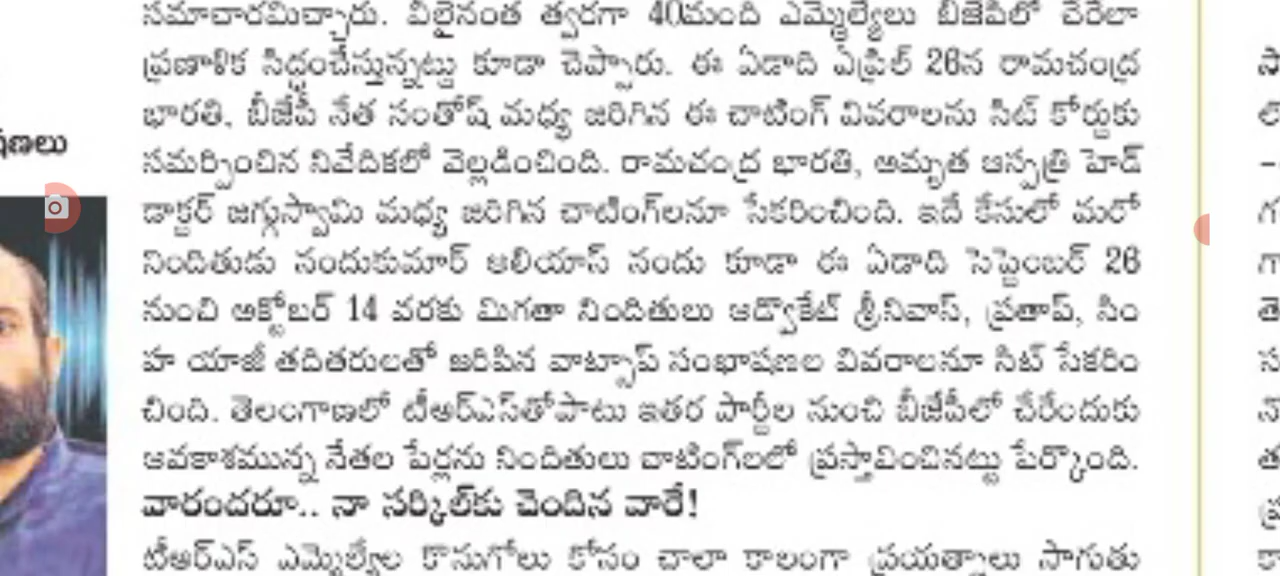 సమాచారమిచ్చారు. వీలైనంత త్వరగా 40మంది ఎమ్మెల్యేలు బీజేపీలో చేరేలా
ప్రణాళిక సిద్ధంచేస్తున్నట్టు కూడా చెప్పారు. ఈ ఏడాది ఏప్రిల్ 26న రామచంద్ర
భారతి, బీజేపీ నేత సంతోష్ మధ్య జరిగిన ఈ చాటింగ్ వివరాలను సిట్ కోర్టుకు
షణలు
సమర్పించిన నివేదికలో వెల్లడించింది. రామచంద్ర భారతి, అమృత ఆస్పత్రి హెడ్
డాక్టర్ జగ్గుస్వామి మధ్య జరిగిన చాటింగ్‌లనూ సేకరించింది. ఇదే కేసులో మరో
నిందితుడు నందుకుమార్ అలియాస్ నందు కూడా ఈ ఏడాది సెప్టెంబర్ 26
నుంచి అక్టోబర్ 14 వరకు మిగతా నిందితులు అడ్వొకేట్ శ్రీనివాస్, ప్రతాప్, సిం
హ యాజీ తదితరులతో జరిపిన వాట్సాప్ సంభాషణల వివరాలనూ సిట్ సేకరిం
చింది. తెలంగాణలో టీఆర్ఎస్‌తోపాటు ఇతర పార్టీల నుంచి బీజేపీలో చేరేందుకు
అవకాశమున్న నేతల పేర్లను నిందితులు చాటింగ్‌లలో ప్రస్తావించినట్టు పేర్కొంది.
వారందరూ.. నా సర్కిల్‌కు చెందిన వారే!
టీఆర్ఎస్ ఎమ్మెల్యేల కొనుగోలు కోసం చాలా కాలంగా ప్రయత్నాలు సాగుతు